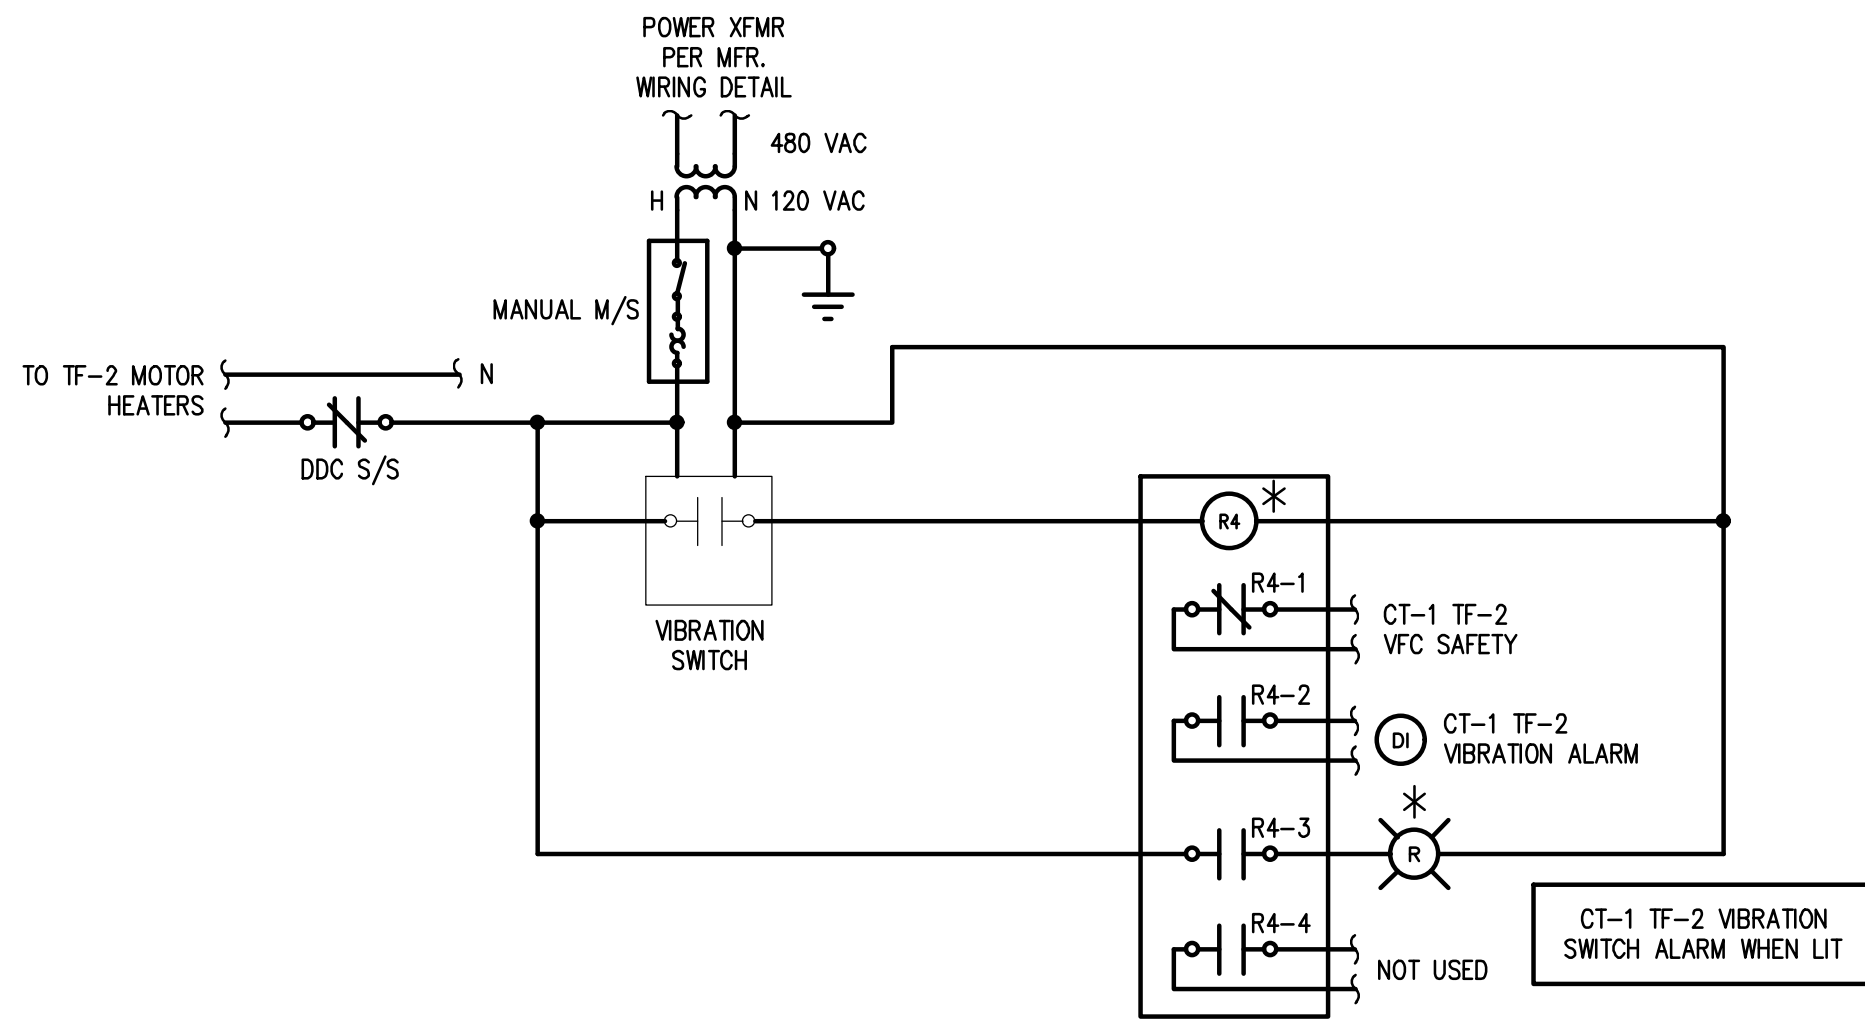 POWER XFMR
PER MFR.
WIRING DETAIL
480 VAC
H
N 120 VAC
MANUAL M/S
TO TF-2 MOTOR
HEATERS
N
DDC S/S
VIBRATION
SWITCH
R4
R4-1
CT-1 TF-2
VFC SAFETY
R4-2
DI
CT-1 TF-2
VIBRATION ALARM
R4-3
R
R4-4
NOT USED
CT-1 TF-2 VIBRATION
SWITCH ALARM WHEN LIT